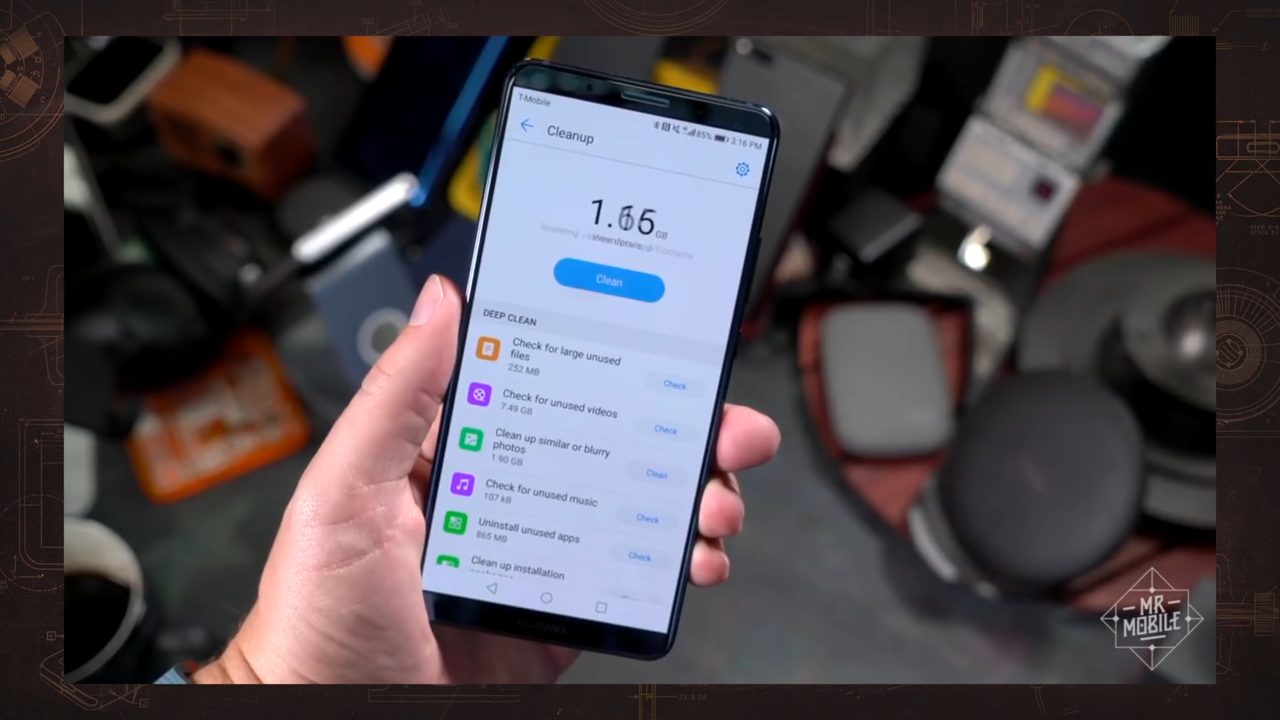 T-Mobile
85% 3:16 PM
Cleanup
GB
Clean
DEEP CLEAN
Check for large unused
files
252 MB
Check
Check for unused videos
7.49 GB
Check
Clean up similar or blurry
photos
1.90 GB
Clean
Check for unused music
107 kB
Check
Uninstall unused apps
865 MB
Check
Clean up installation
HUAWEI
MR
MOBILE